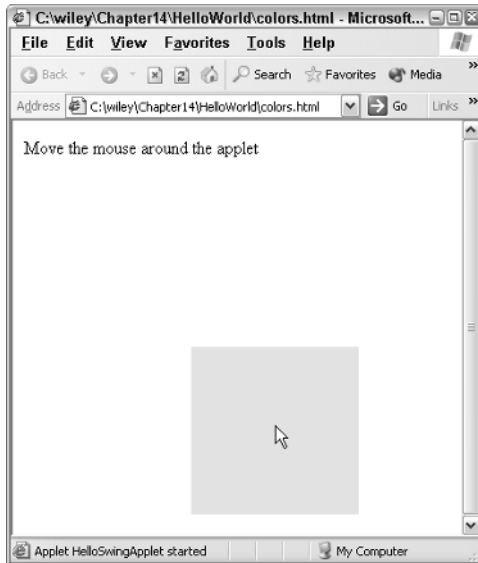 C:\wiley\Chapter14\HelloWorld\colors.html - Microsoft...
File Edit View Favorites Tools Help
Back Search Favorites Media »
Address C:\wiley\Chapter14\HelloWorld\colors.html Go Links »
Move the mouse around the applet
Applet HelloSwingApplet started My Computer